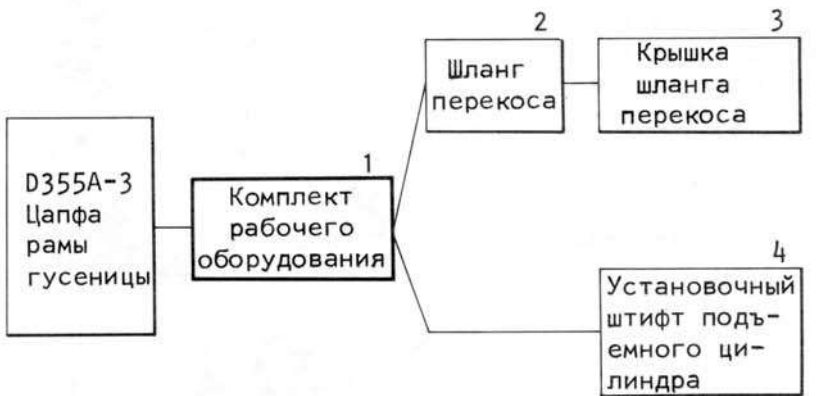 D355A-3
Цапфа
рамы
гусеницы
1
Комплект
рабочего
оборудования
2
Шланг
перекоса
3
Крышка
шланга
перекоса
4
Установочный
штифт подъ-
емного ци-
линдра